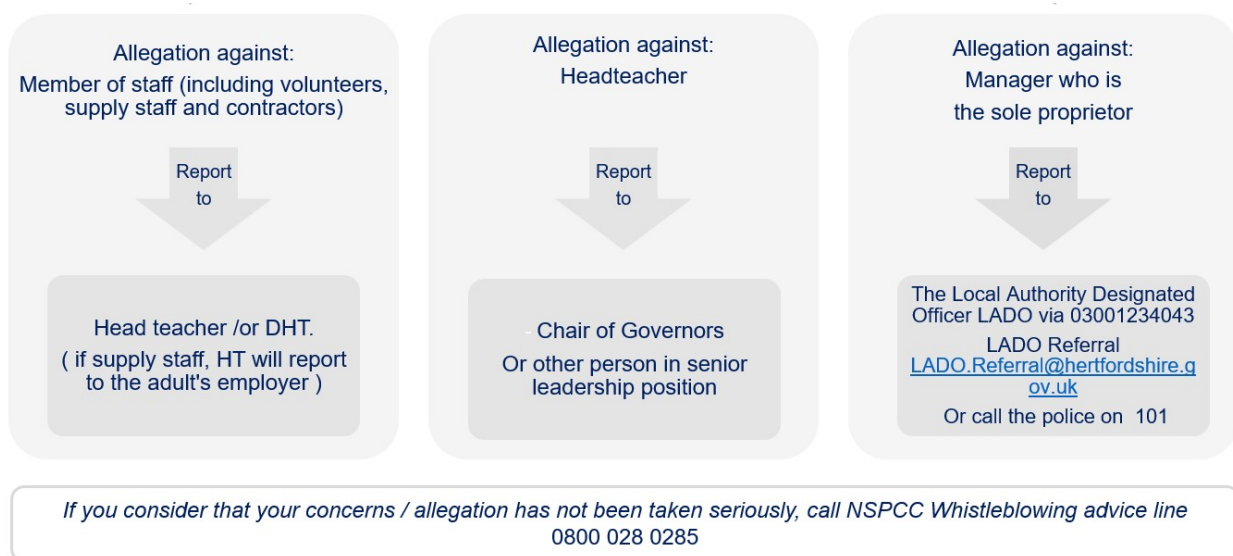 Allegation against:
Member of staff (including volunteers,
supply staff and contractors)
Report
to
Head teacher /or DHT.
( if supply staff, HT will report
to the adult's employer )
Allegation against:
Headteacher
Report
to
Chair of Governors
Or other person in senior
leadership position
Allegation against:
Manager who is
the sole proprietor
Report
to
The Local Authority Designated
Officer LADO via 03001234043
LADO Referral
LADO.Referral@hertfordshire.g
ov.uk
Or call the police on 101
If you consider that your concerns / allegation has not been taken seriously, call NSPCC Whistleblowing advice line
0800 028 0285